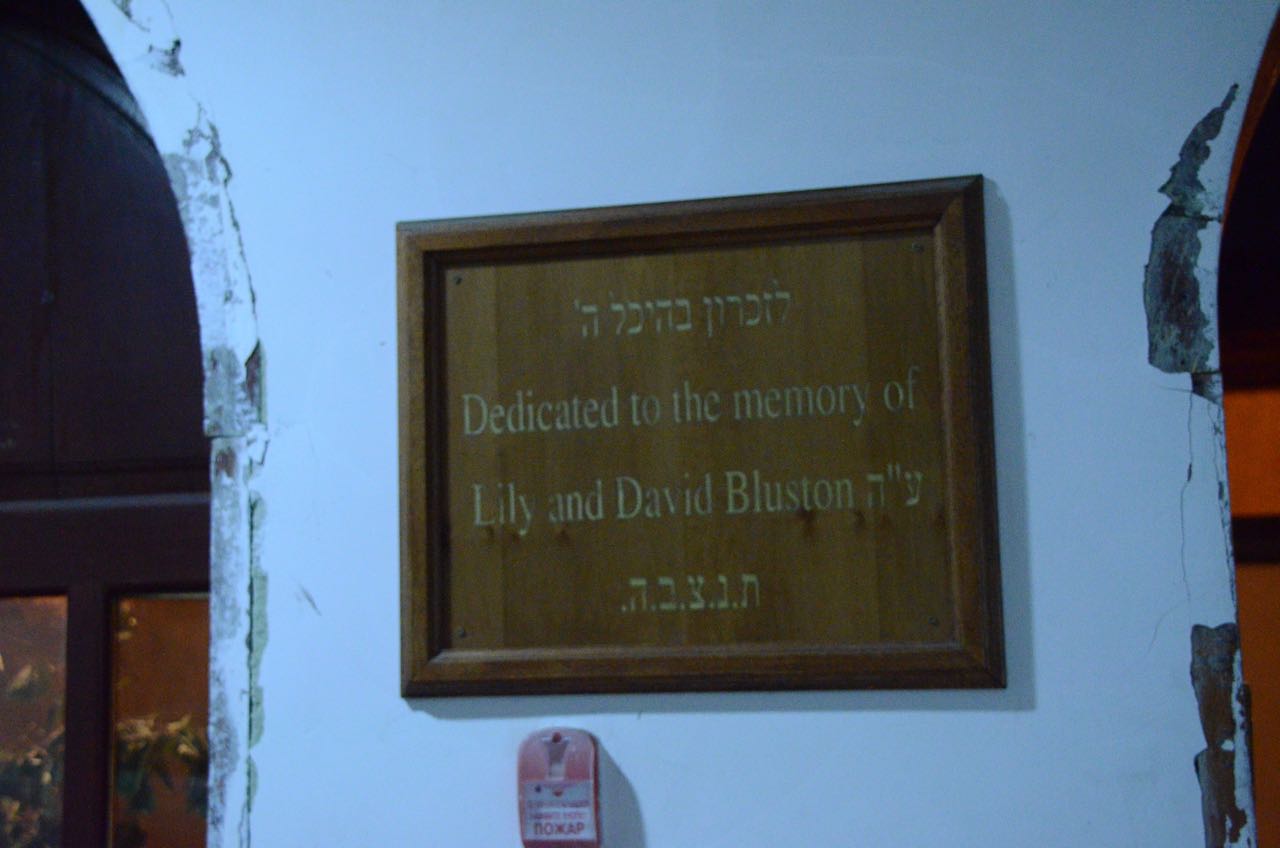 לזכרון בהיכל ה'
Dedicated to the memory of
Lily and David Bluston ע"ה
ת.נ.צ.ב.ה.
ПОЖАР